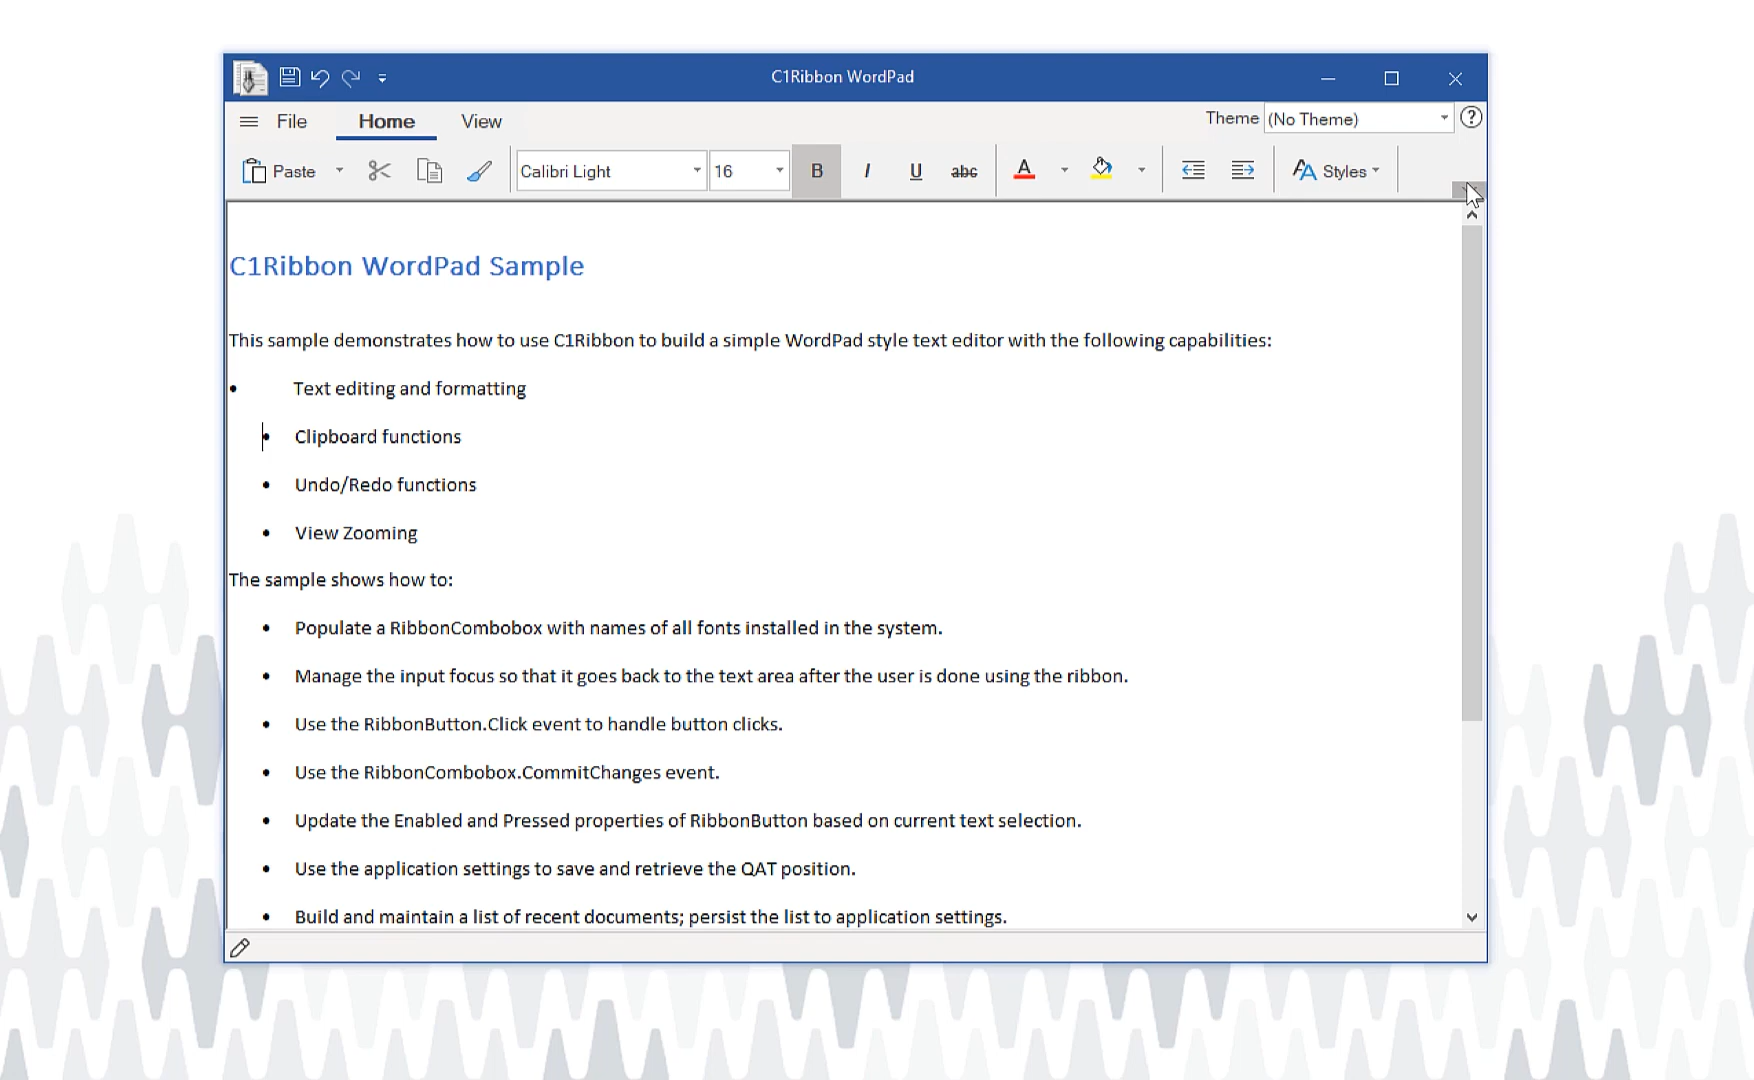 C1Ribbon WordPad
File Home View Theme (No Theme) ?
Paste Calibri Light 16 B I U abc A Styles
C1Ribbon WordPad Sample
This sample demonstrates how to use C1Ribbon to build a simple WordPad style text editor with the following capabilities:
• Text editing and formatting
• Clipboard functions
• Undo/Redo functions
• View Zooming
The sample shows how to:
• Populate a RibbonCombobox with names of all fonts installed in the system.
• Manage the input focus so that it goes back to the text area after the user is done using the ribbon.
• Use the RibbonButton.Click event to handle button clicks.
• Use the RibbonCombobox.CommitChanges event.
• Update the Enabled and Pressed properties of RibbonButton based on current text selection.
• Use the application settings to save and retrieve the QAT position.
• Build and maintain a list of recent documents; persist the list to application settings.